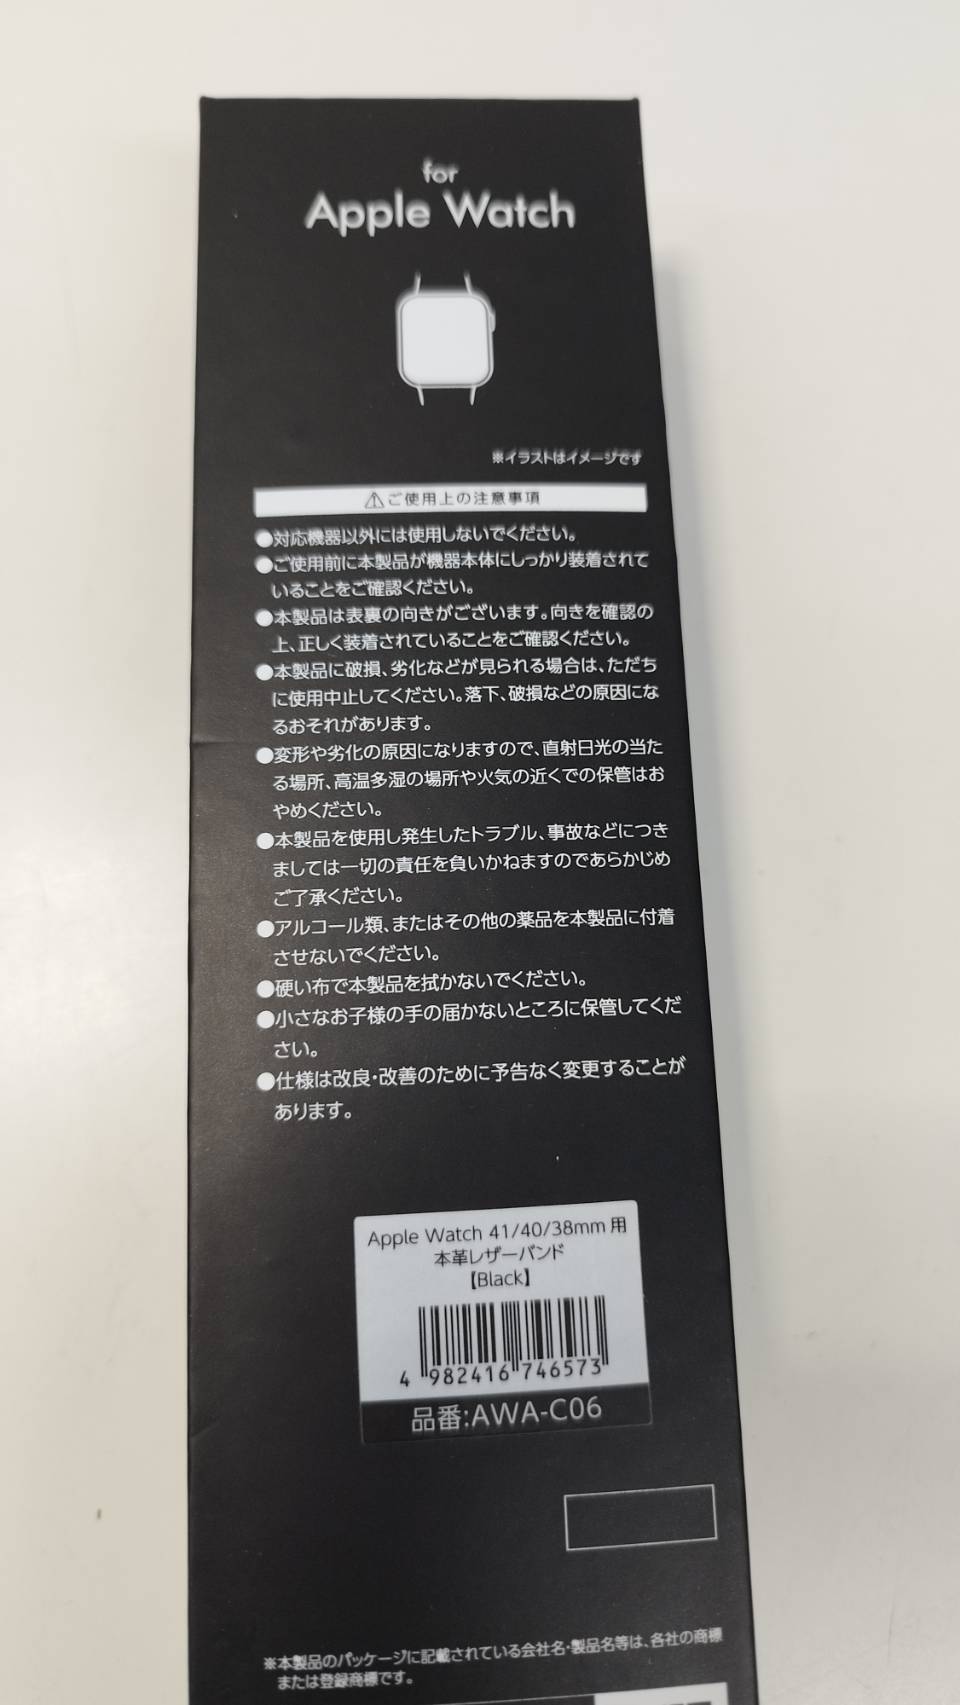 for
Apple Watch
※イラストはイメージです
⚠ご使用上の注意事項
●対応機器以外には使用しないでください。
●ご使用前に本製品が機器本体にしっかり装着されて
いることをご確認ください。
●本製品は表裏の向きがございます。向きを確認の
上、正しく装着されていることをご確認ください。
●本製品に破損、劣化などが見られる場合は、ただち
に使用中止してください。落下、破損などの原因にな
るおそれがあります。
●変形や劣化の原因になりますので、直射日光の当た
る場所、高温多湿の場所や火気の近くでの保管はお
やめください。
●本製品を使用し発生したトラブル、事故などにつき
ましては一切の責任を負いかねますのであらかじめ
ご了承ください。
●アルコール類、またはその他の薬品を本製品に付着
させないでください。
●硬い布で本製品を拭かないでください。
●小さなお子様の手の届かないところに保管してくだ
さい。
●仕様は改良・改善のために予告なく変更することが
あります。
Apple Watch 41/40/38mm 用
本革レザーバンド
【Black】
4 982416 746573
品番:AWA-C06
※本製品のパッケージに記載されている会社名・製品名等は、各社の商標
または登録商標です。